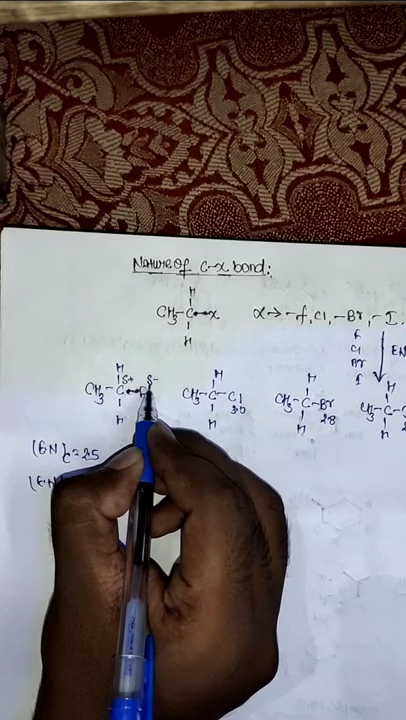 Nature of C-x bond:
H
CH3-C-x X→-f, Cl, -Br, -I.
H
F
Cl
Br
I
H H H H
CH3-C CH3-C-Cl CH3-C-Br CH3-C
δ+ δ- 3.0 2.8
H H H H
(EN)C=2.5
(EN)